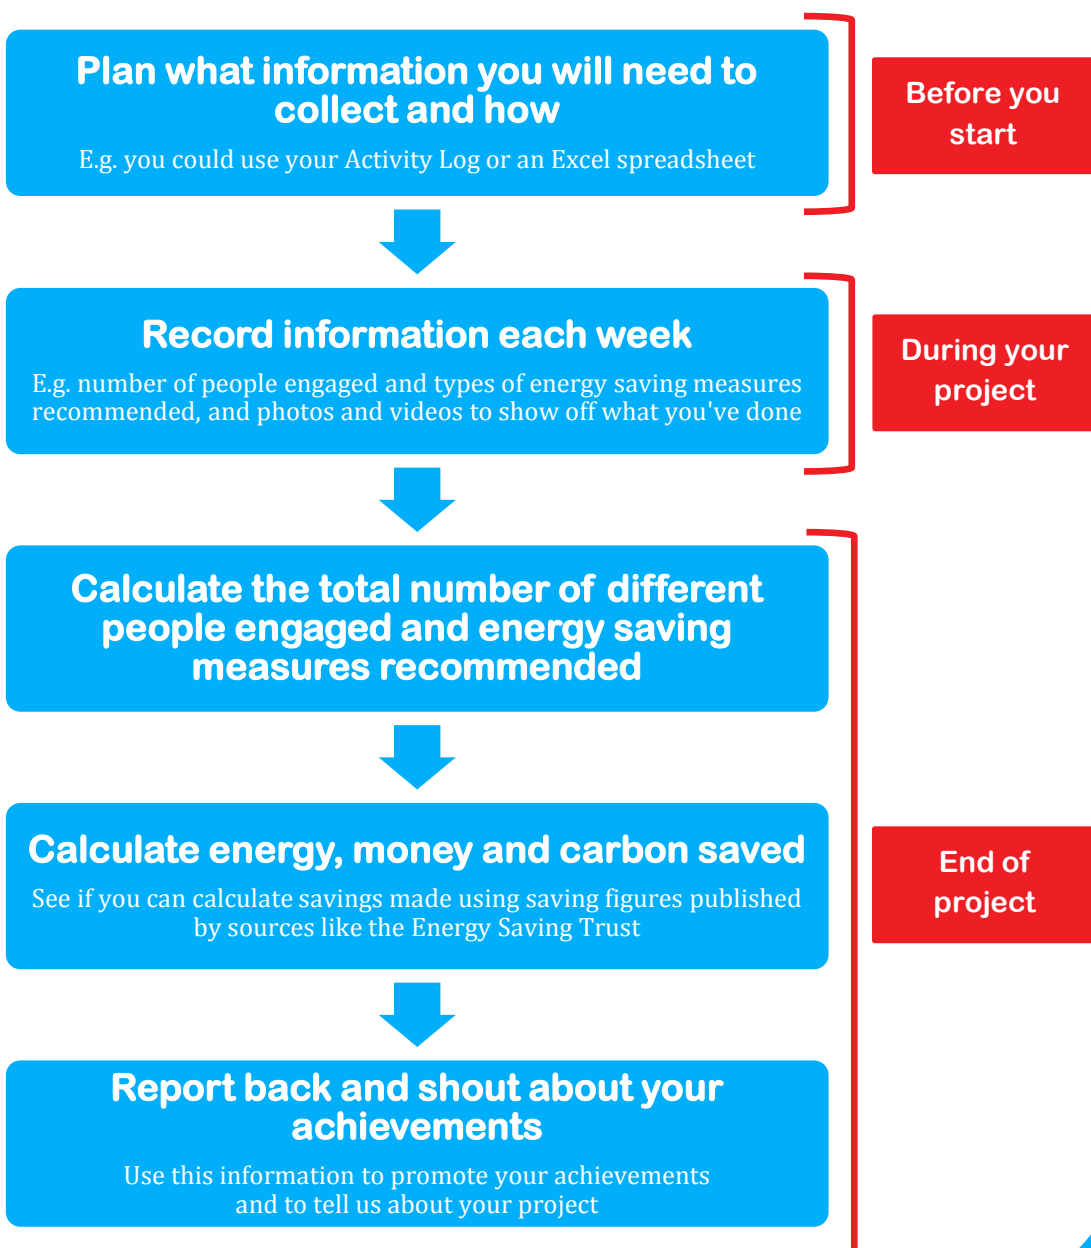 Plan what information you will need to
collect and how
E.g. you could use your Activity Log or an Excel spreadsheet
Before you
start
Record information each week
E.g. number of people engaged and types of energy saving measures
recommended, and photos and videos to show off what you've done
During your
project
Calculate the total number of different
people engaged and energy saving
measures recommended
Calculate energy, money and carbon saved
See if you can calculate savings made using saving figures published
by sources like the Energy Saving Trust
End of
project
Report back and shout about your
achievements
Use this information to promote your achievements
and to tell us about your project